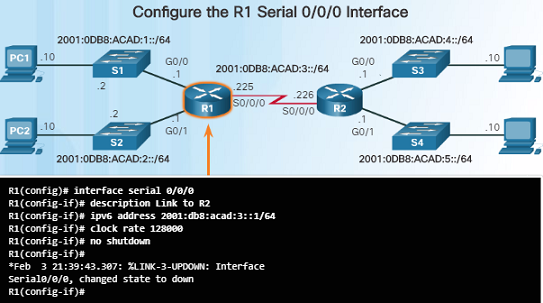 Configure the R1 Serial 0/0/0 Interface
2001:0DB8:ACAD:1::/64
2001:0DB8:ACAD:4::/64
PC1
.10
S1
G0/0
.1
2001:0DB8:ACAD:3::/64
G0/0
.1
S3
.10
.2
.225
.226
R1
S0/0/0
S0/0/0
R2
.2
PC2
.10
S2
.1
G0/1
.1
G0/1
S4
.10
2001:0DB8:ACAD:2::/64
2001:0DB8:ACAD:5::/64
R1(config)# interface serial 0/0/0
R1(config-if)# description Link to R2
R1(config-if)# ipv6 address 2001:db8:acad:3::1/64
R1(config-if)# clock rate 128000
R1(config-if)# no shutdown
R1(config-if)#
*Feb  3 21:39:43.307: %LINK-3-UPDOWN: Interface
Serial0/0/0, changed state to down
R1(config-if)#